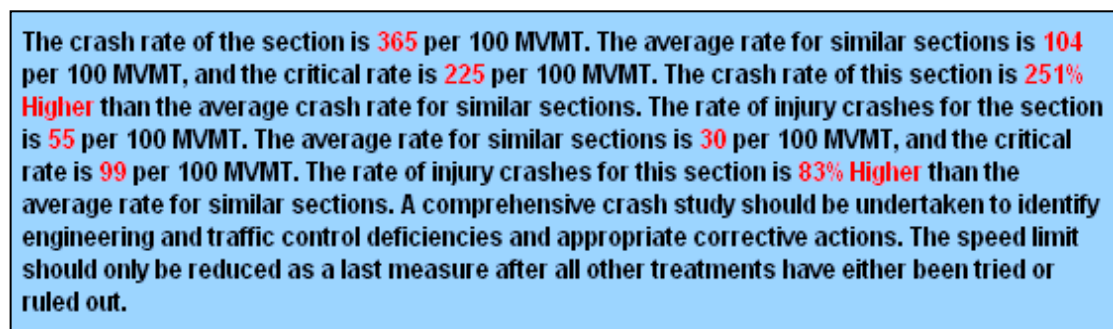 The crash rate of the section is 365 per 100 MVMT. The average rate for similar sections is 104
per 100 MVMT, and the critical rate is 225 per 100 MVMT. The crash rate of this section is 251%
Higher than the average crash rate for similar sections. The rate of injury crashes for the section
is 55 per 100 MVMT. The average rate for similar sections is 30 per 100 MVMT, and the critical
rate is 99 per 100 MVMT. The rate of injury crashes for this section is 83% Higher than the
average rate for similar sections. A comprehensive crash study should be undertaken to identify
engineering and traffic control deficiencies and appropriate corrective actions. The speed limit
should only be reduced as a last measure after all other treatments have either been tried or
ruled out.